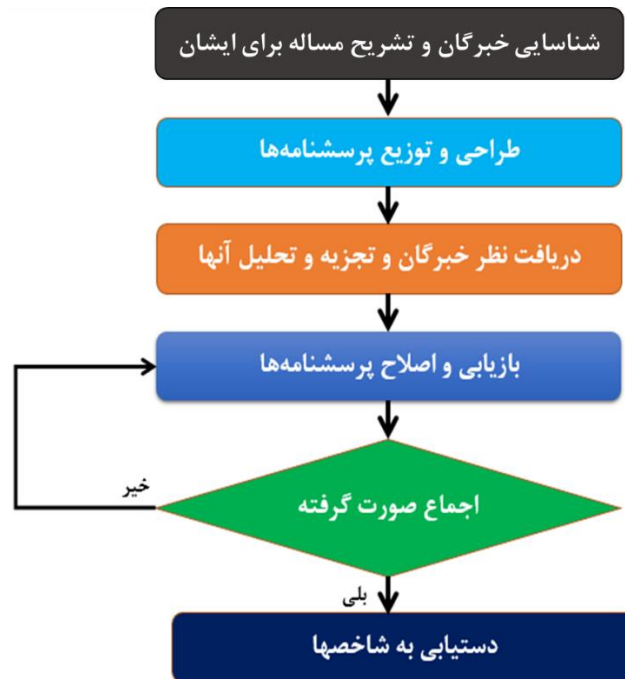 شناسایی خبرگان و تشریح مساله برای ایشان
طراحی و توزیع پرسشنامه‌ها
دریافت نظر خبرگان و تجزیه و تحلیل آنها
بازیابی و اصلاح پرسشنامه‌ها
اجماع صورت گرفته
خیر
بلی
دستیابی به شاخصها